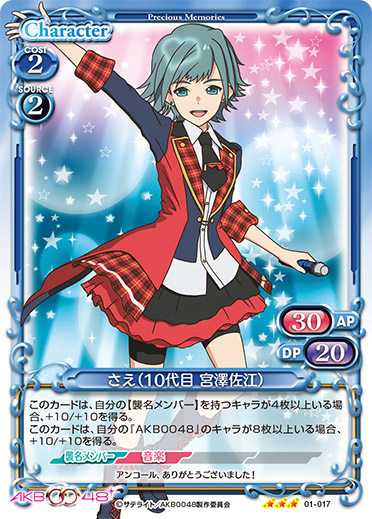 Precious Memories
Character
COST
2
SOURCE
2
30 AP
DP 20
さえ(10代目 宮澤佐江)
このカードは、自分の【襲名メンバー】を持つキャラが4枚以上いる場
合、+10/+10を得る。
このカードは、自分の『AKB0048』のキャラが8枚以上いる場合、
+10/+10を得る。
襲名メンバー 音楽
アンコール、ありがとうございました!
AKB0048
©サテライト/AKB0048製作委員会
01-017